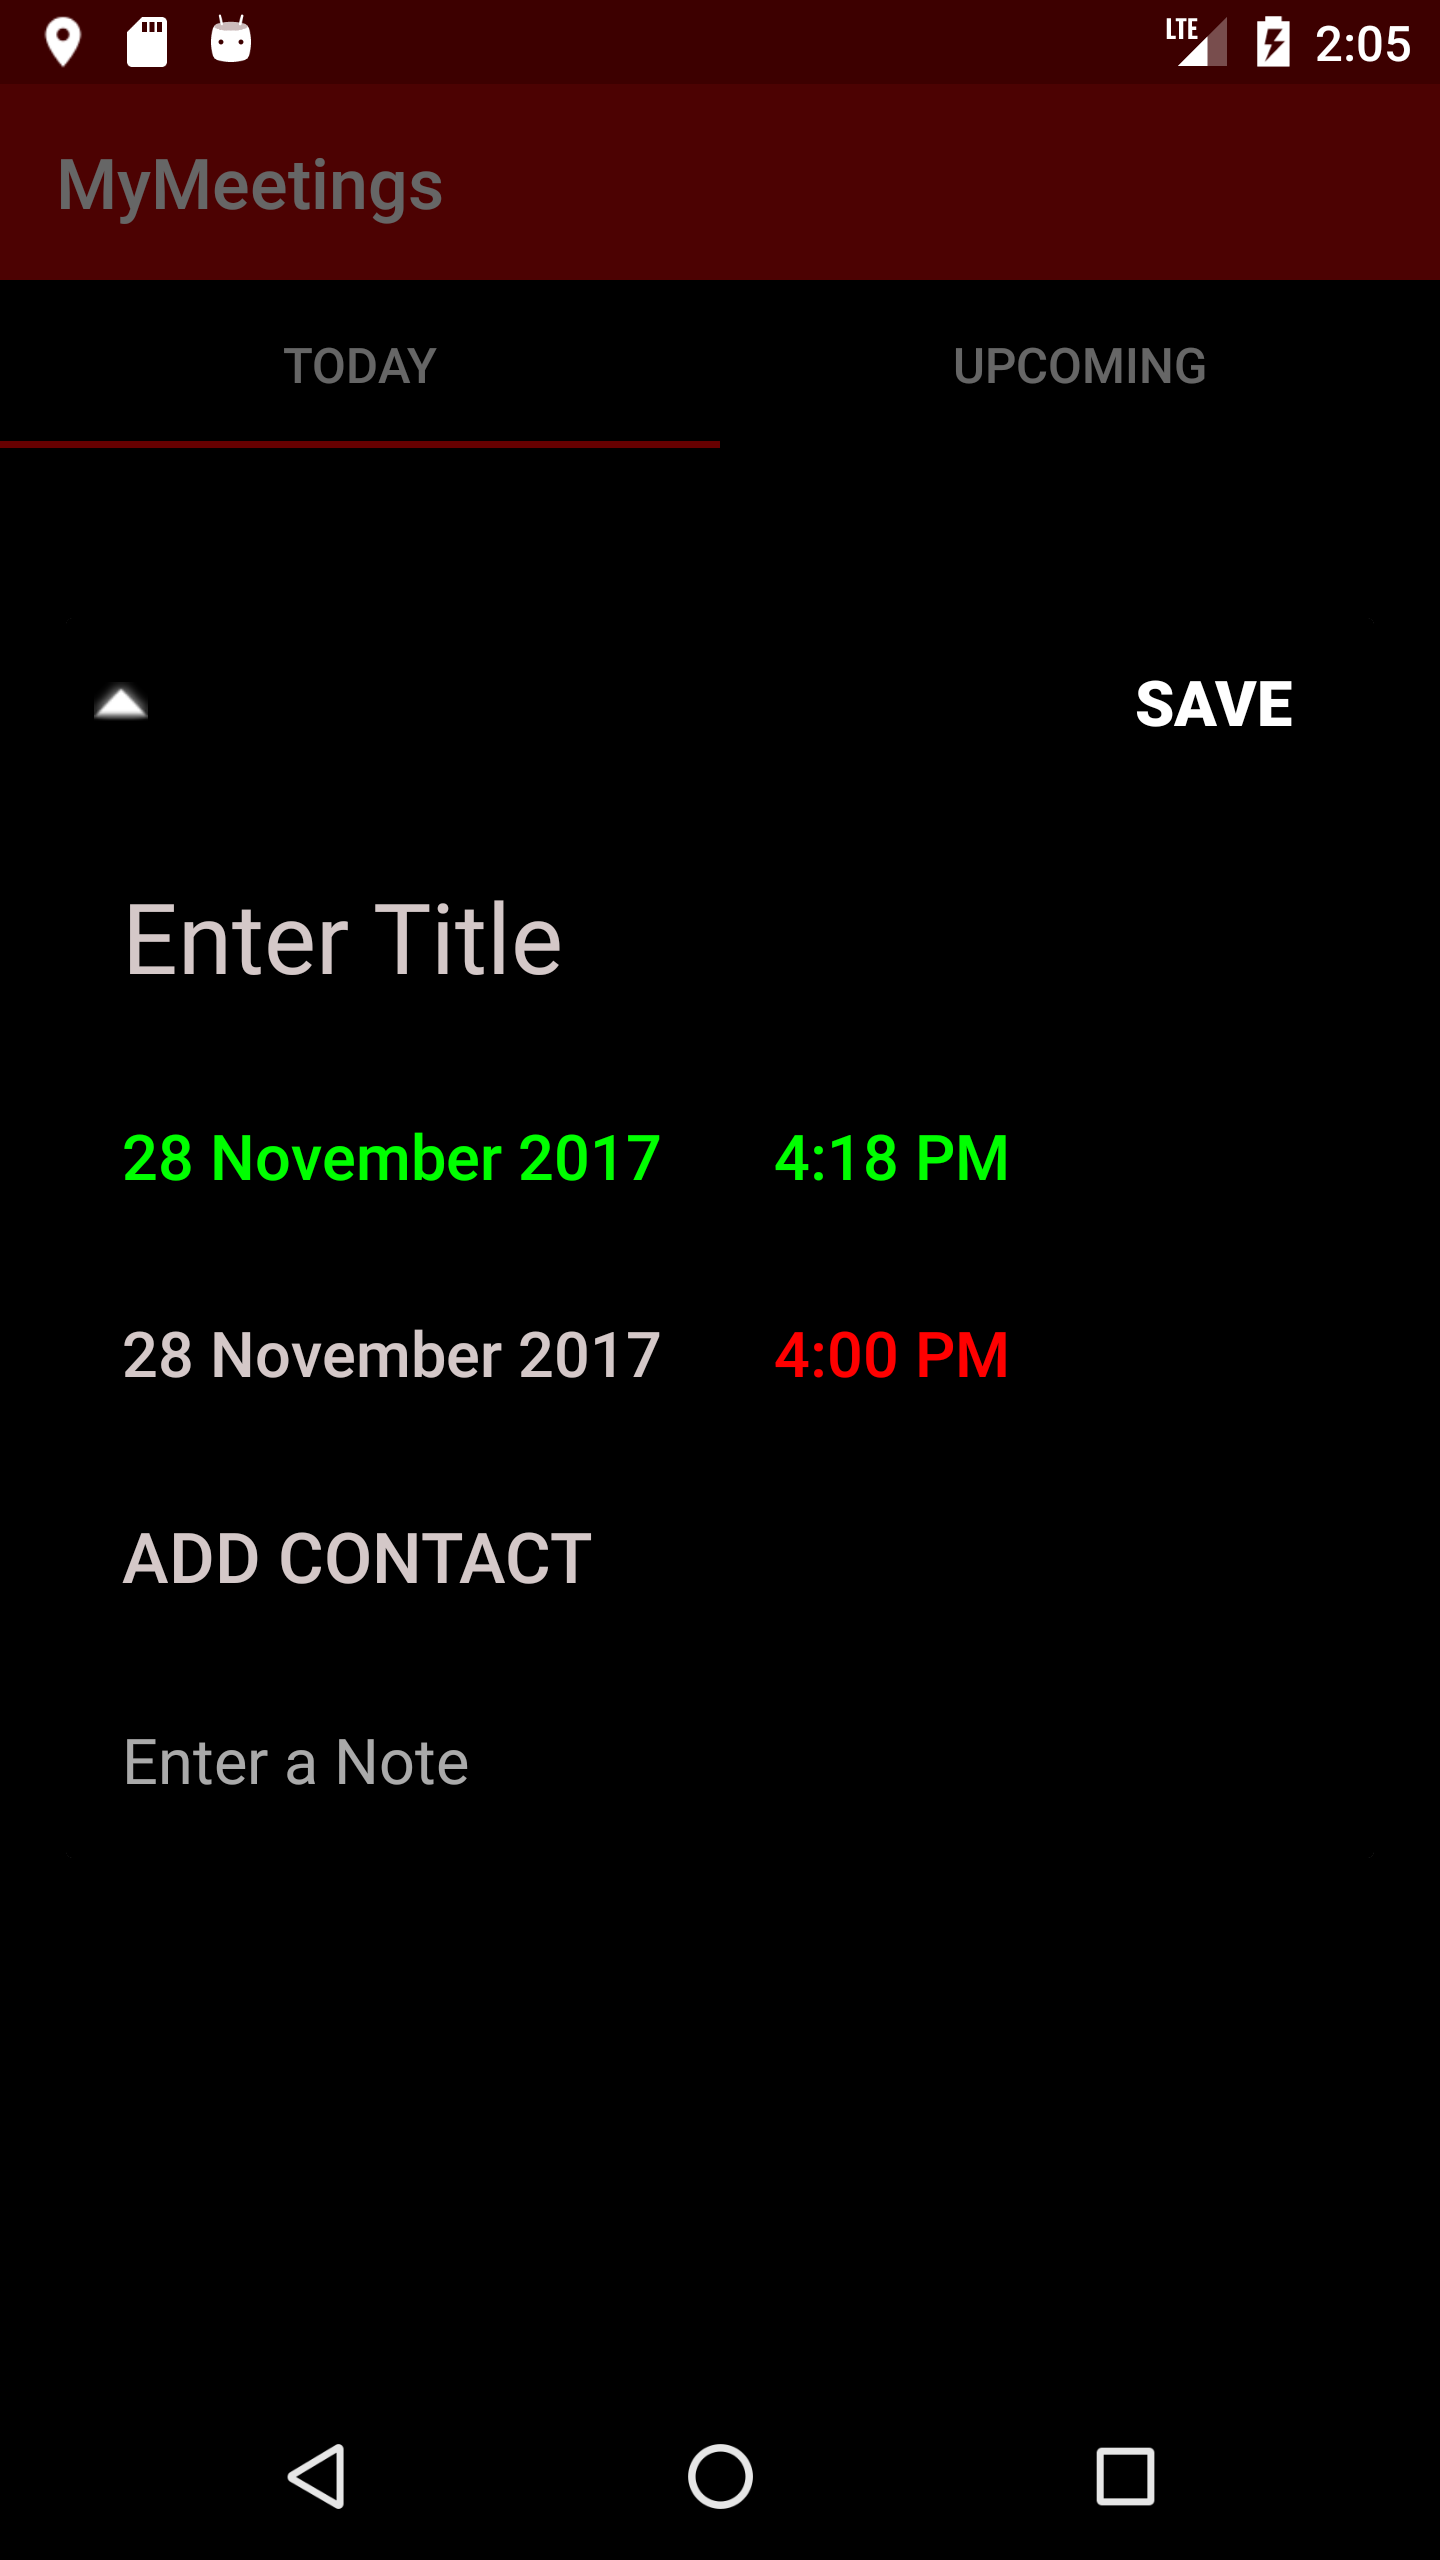 LTE 2:05
MyMeetings
TODAY UPCOMING
SAVE
Enter Title
28 November 2017 4:18 PM
28 November 2017 4:00 PM
ADD CONTACT
Enter a Note